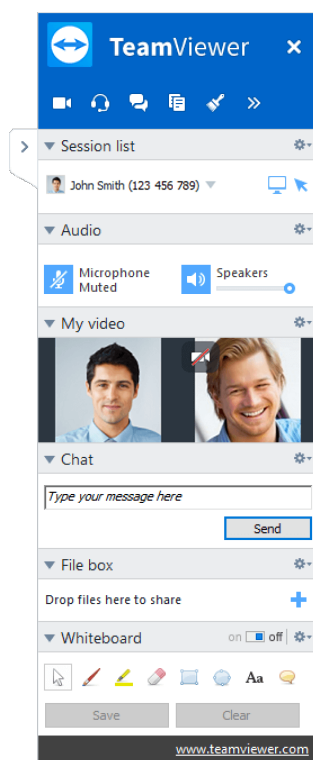 TeamViewer
Session list
John Smith (123 456 789)
Audio
Microphone
Muted
Speakers
My video
Chat
Type your message here
Send
File box
Drop files here to share
Whiteboard
on off
Aa
Save
Clear
www.teamviewer.com